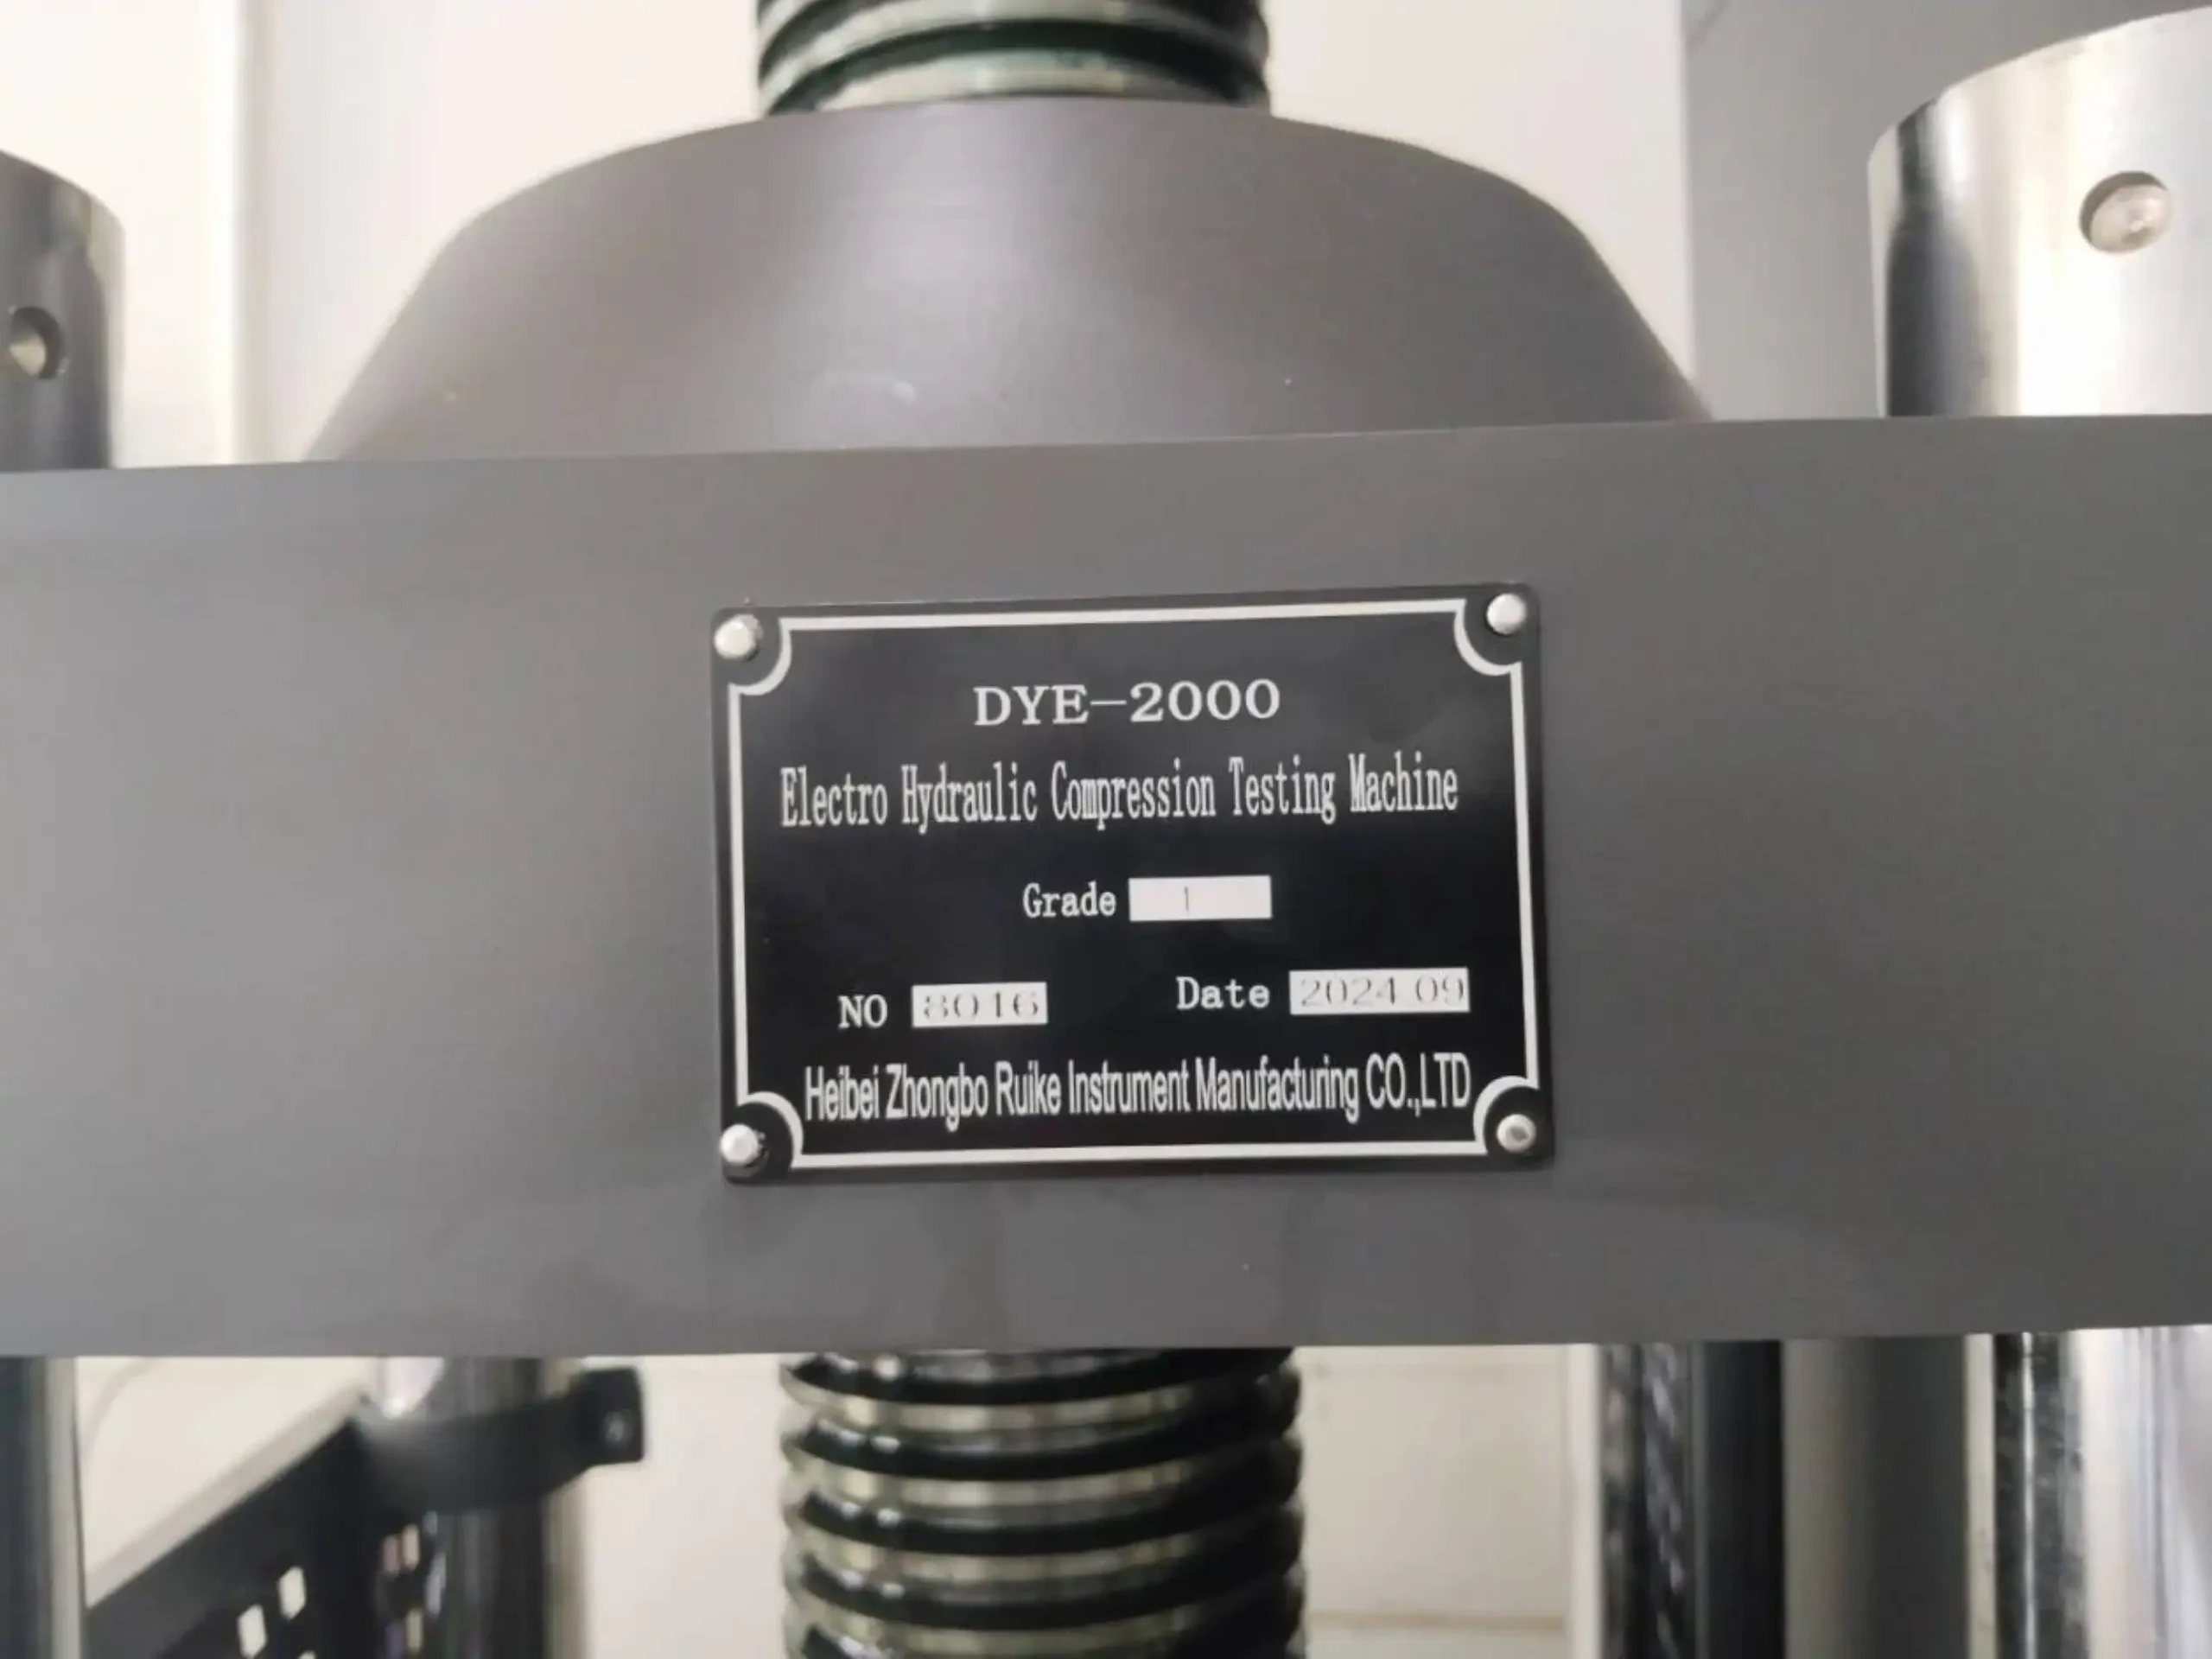 DYE-2000
Electro Hydraulic Compression Testing Machine
Grade 1
NO 8016 Date 2024 09
Heibei Zhongbo Ruike Instrument Manufacturing CO.,LTD